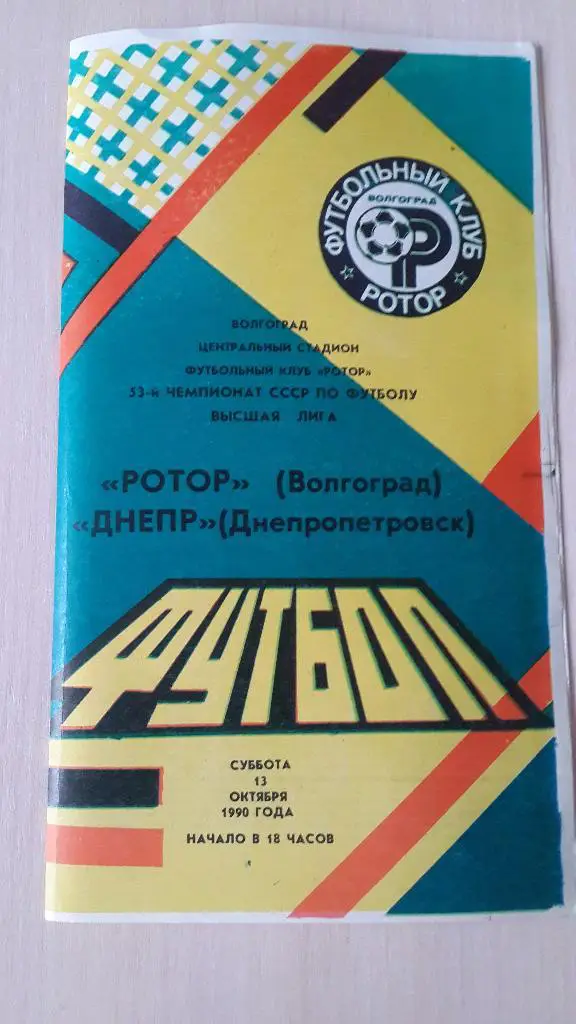 ФУТБОЛЬНЫЙ КЛУБ
ВОЛГОГРАД
Р
РОТОР
ВОЛГОГРАД
ЦЕНТРАЛЬНЫЙ СТАДИОН
ФУТБОЛЬНЫЙ КЛУБ «РОТОР»
53-й ЧЕМПИОНАТ СССР ПО ФУТБОЛУ
ВЫСШАЯ ЛИГА
«РОТОР» (Волгоград)
«ДНЕПР» (Днепропетровск)
ФУТБОЛ
СУББОТА
13
ОКТЯБРЯ
1990 ГОДА
НАЧАЛО В 18 ЧАСОВ